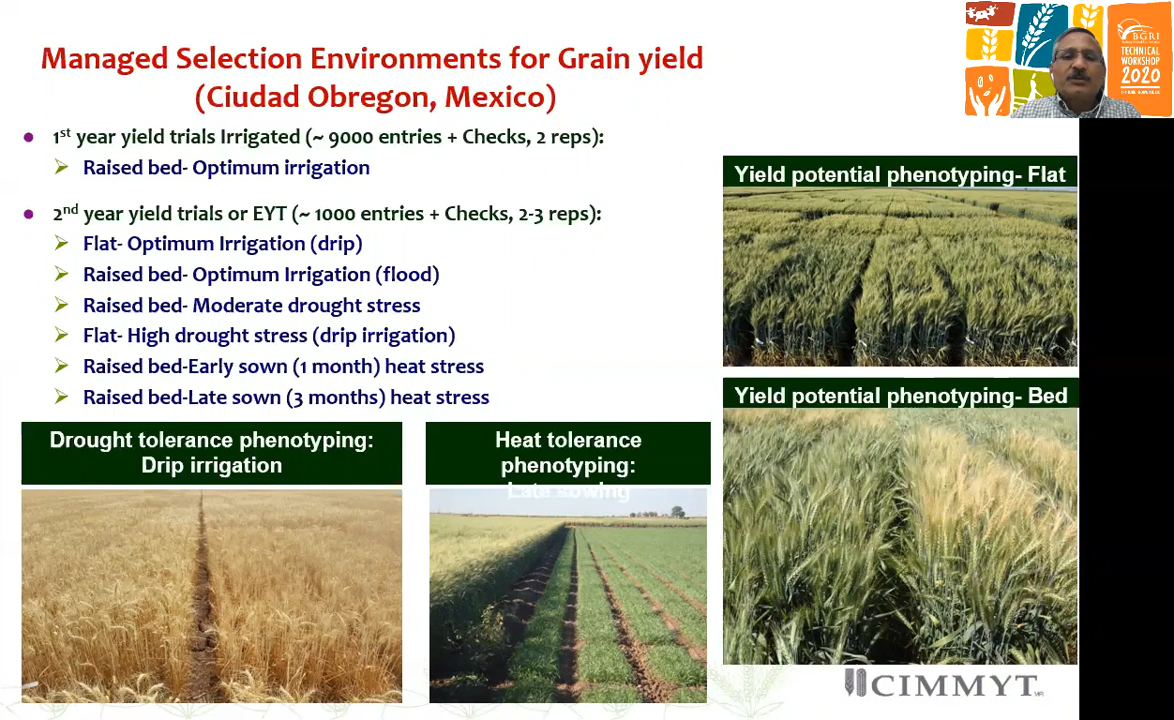 Managed Selection Environments for Grain yield
(Ciudad Obregon, Mexico)
1st year yield trials Irrigated (~ 9000 entries + Checks, 2 reps):
Raised bed- Optimum irrigation
2nd year yield trials or EYT (~ 1000 entries + Checks, 2-3 reps):
Flat- Optimum Irrigation (drip)
Raised bed- Optimum Irrigation (flood)
Raised bed- Moderate drought stress
Flat- High drought stress (drip irrigation)
Raised bed-Early sown (1 month) heat stress
Raised bed-Late sown (3 months) heat stress
Drought tolerance phenotyping:
Drip irrigation
Heat tolerance
phenotyping:
Late sowing
Yield potential phenotyping- Flat
Yield potential phenotyping- Bed
CIMMYT
BGRI
TECHNICAL
WORKSHOP
2020